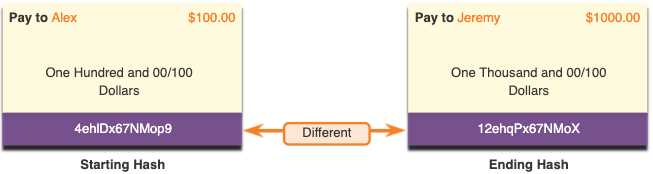 Pay to Alex $100.00
One Hundred and 00/100
Dollars
4ehlDx67NMop9
Starting Hash
Different
Pay to Jeremy $1000.00
One Thousand and 00/100
Dollars
12ehqPx67NMoX
Ending Hash